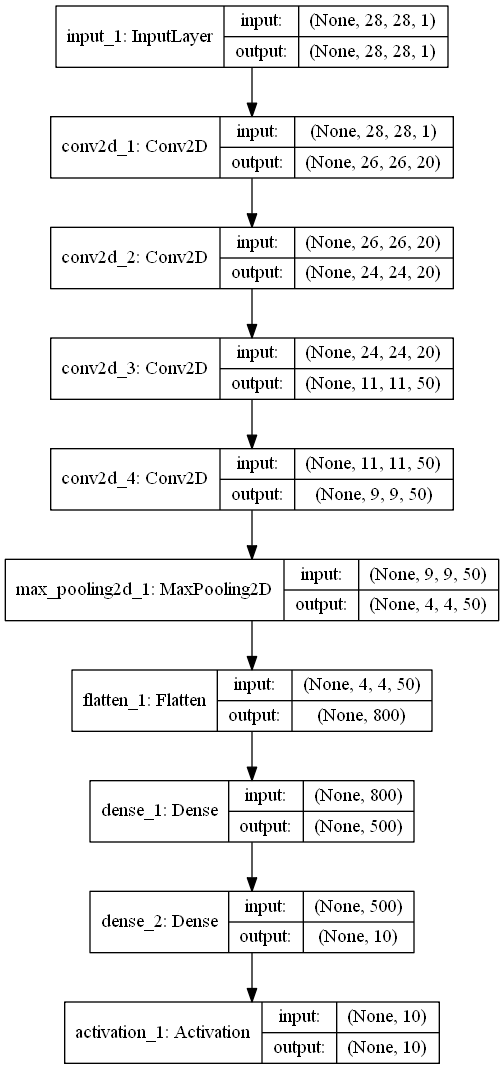 input_1: InputLayer
input: (None, 28, 28, 1)
output: (None, 28, 28, 1)
conv2d_1: Conv2D
input: (None, 28, 28, 1)
output: (None, 26, 26, 20)
conv2d_2: Conv2D
input: (None, 26, 26, 20)
output: (None, 24, 24, 20)
conv2d_3: Conv2D
input: (None, 24, 24, 20)
output: (None, 11, 11, 50)
conv2d_4: Conv2D
input: (None, 11, 11, 50)
output: (None, 9, 9, 50)
max_pooling2d_1: MaxPooling2D
input: (None, 9, 9, 50)
output: (None, 4, 4, 50)
flatten_1: Flatten
input: (None, 4, 4, 50)
output: (None, 800)
dense_1: Dense
input: (None, 800)
output: (None, 500)
dense_2: Dense
input: (None, 500)
output: (None, 10)
activation_1: Activation
input: (None, 10)
output: (None, 10)